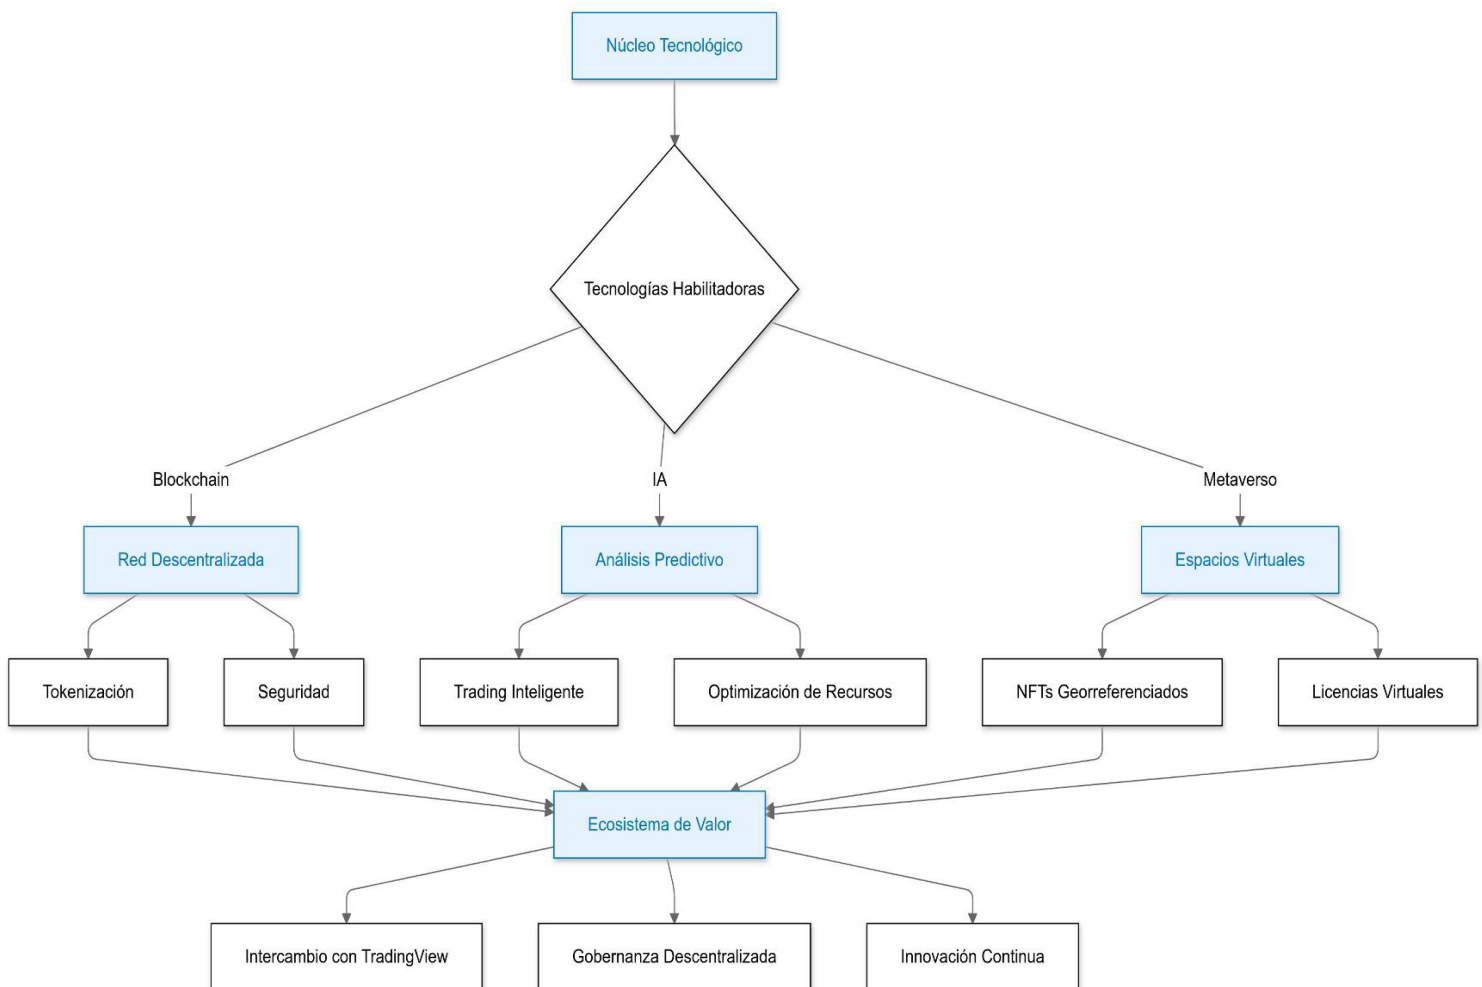 Núcleo Tecnológico
Tecnologías Habilitadoras
Blockchain
IA
Metaverso
Red Descentralizada
Análisis Predictivo
Espacios Virtuales
Tokenización
Seguridad
Trading Inteligente
Optimización de Recursos
NFTs Georreferenciados
Licencias Virtuales
Ecosistema de Valor
Intercambio con TradingView
Gobernanza Descentralizada
Innovación Continua